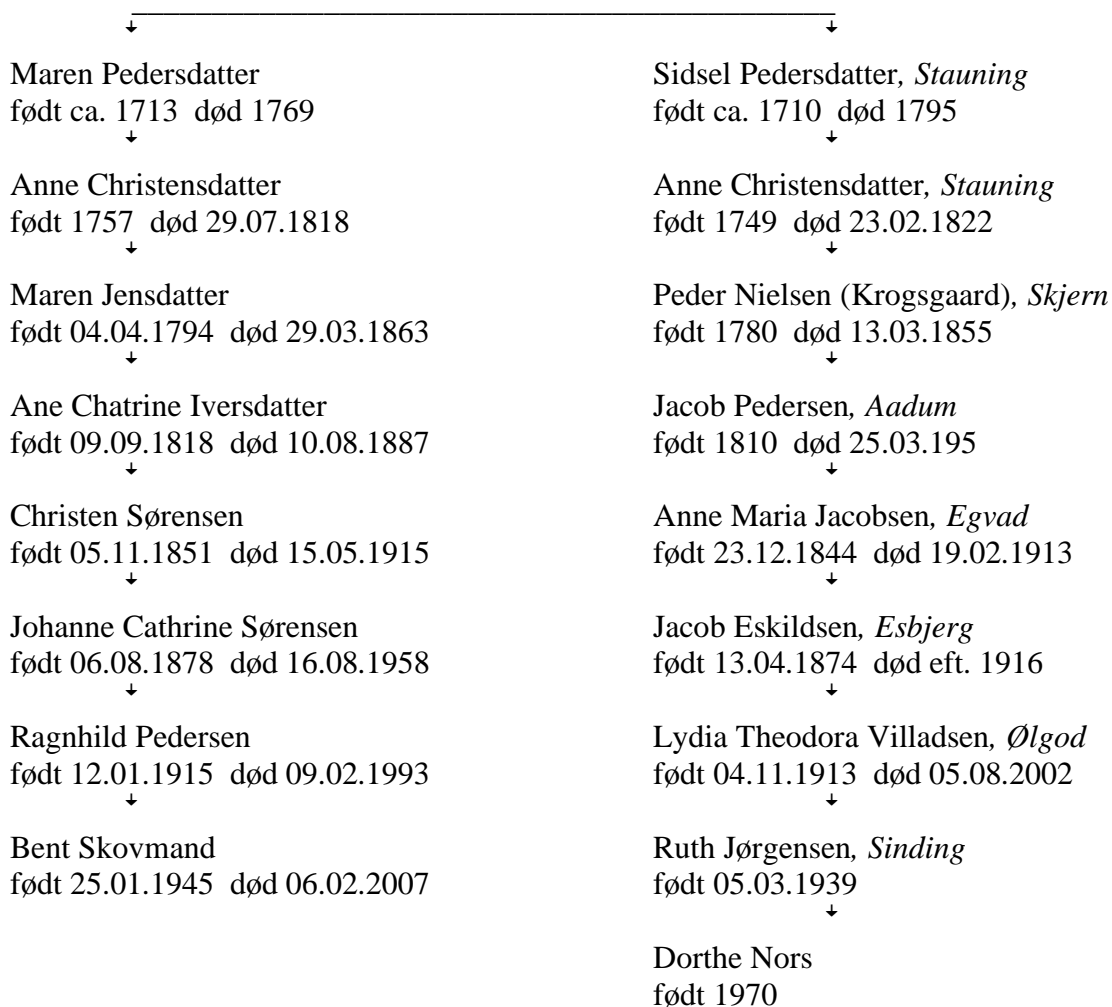 Maren Pedersdatter
født ca. 1713 død 1769
Anne Christensdatter
født 1757 død 29.07.1818
Maren Jensdatter
født 04.04.1794 død 29.03.1863
Ane Chatrine Iversdatter
født 09.09.1818 død 10.08.1887
Christen Sørensen
født 05.11.1851 død 15.05.1915
Johanne Cathrine Sørensen
født 06.08.1878 død 16.08.1958
Ragnhild Pedersen
født 12.01.1915 død 09.02.1993
Bent Skovmand
født 25.01.1945 død 06.02.2007
Sidsel Pedersdatter, Stauning
født ca. 1710 død 1795
Anne Christensdatter, Stauning
født 1749 død 23.02.1822
Peder Nielsen (Krogsgaard), Skjern
født 1780 død 13.03.1855
Jacob Pedersen, Aadum
født 1810 død 25.03.195
Anne Maria Jacobsen, Egvad
født 23.12.1844 død 19.02.1913
Jacob Eskildsen, Esbjerg
født 13.04.1874 død eft. 1916
Lydia Theodora Villadsen, Ølgod
født 04.11.1913 død 05.08.2002
Ruth Jørgensen, Sinding
født 05.03.1939
Dorthe Nors
født 1970